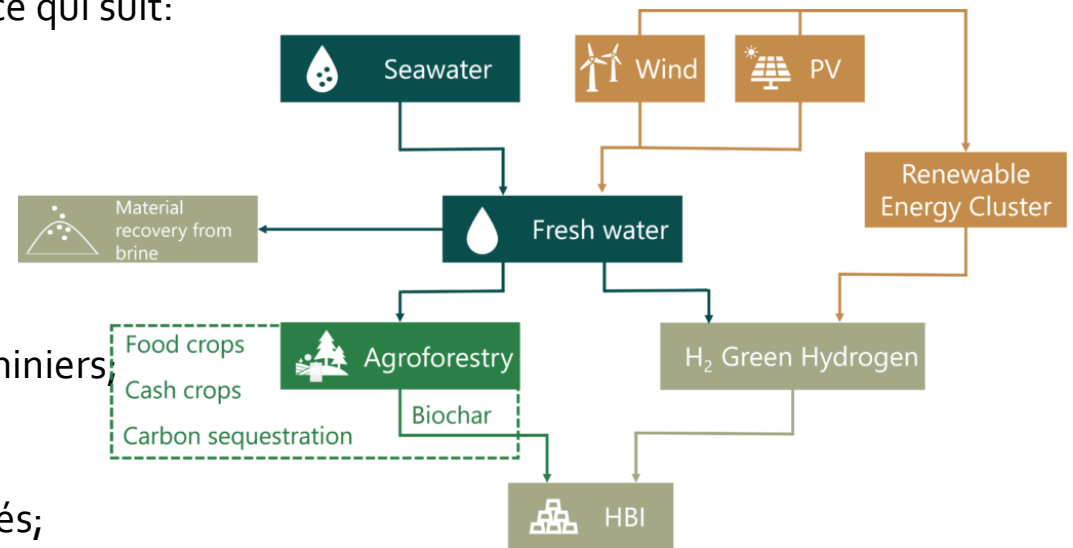 ce qui suit:
Seawater
Wind
PV
Renewable
Energy Cluster
Material
recovery from
brine
Fresh water
Food crops
Agroforestry
H₂ Green Hydrogen
miniers;
Cash crops
Biochar
Carbon sequestration
HBI
és;